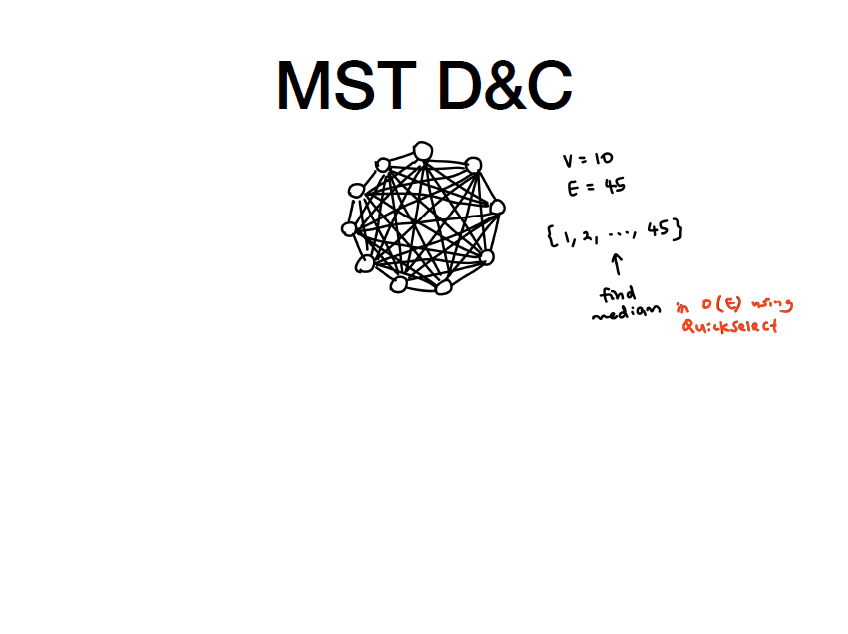 MST D&C
V = 10
E = 45
{1, 2, ..., 45}
↑
find
median
in O(E) using
QuickSelect